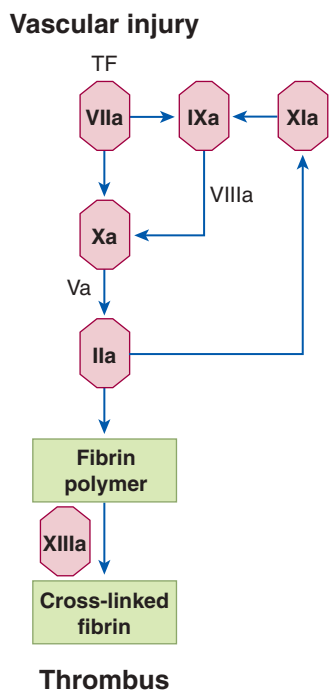 Vascular injury
TF
VIIa
IXa
XIa
VIIIa
Xa
Va
IIa
Fibrin
polymer
XIIIa
Cross-linked
fibrin
Thrombus